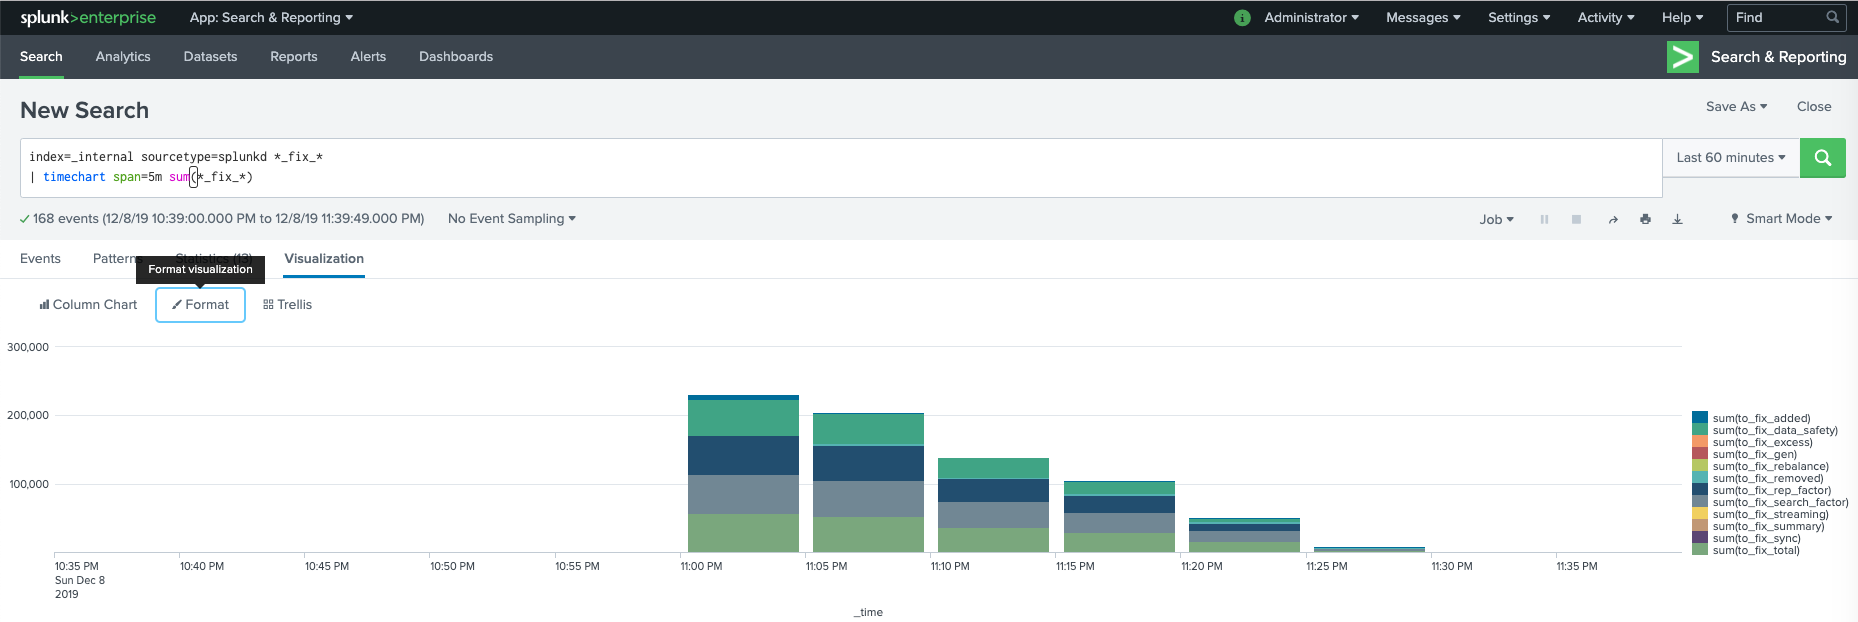 splunk>enterprise App: Search & Reporting
i Administrator Messages Settings Activity Help Find
Search Analytics Datasets Reports Alerts Dashboards
Search & Reporting
New Search
Save As Close
index=_internal sourcetype=splunkd *_fix_*
| timechart span=5m sum(*_fix_*)
Last 60 minutes
168 events (12/8/19 10:39:00.000 PM to 12/8/19 11:39:49.000 PM) No Event Sampling
Job Smart Mode
Events Patterns Statistics (13) Visualization
Format visualization
Column Chart Format Trellis
300,000
200,000
100,000
sum(to_fix_added)
sum(to_fix_data_safety)
sum(to_fix_excess)
sum(to_fix_gen)
sum(to_fix_rebalance)
sum(to_fix_removed)
sum(to_fix_rep_factor)
sum(to_fix_search_factor)
sum(to_fix_streaming)
sum(to_fix_summary)
sum(to_fix_sync)
sum(to_fix_total)
10:35 PM 10:40 PM 10:45 PM 10:50 PM 10:55 PM 11:00 PM 11:05 PM 11:10 PM 11:15 PM 11:20 PM 11:25 PM 11:30 PM 11:35 PM
Sun Dec 8
2019
_time